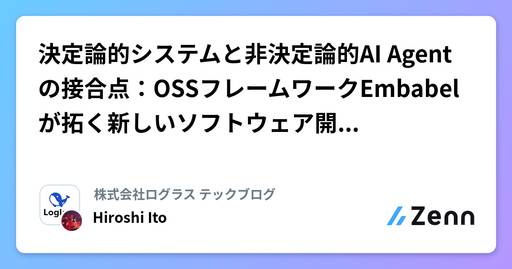 決定論的システムと非決定論的AI Agent
の接合点：OSSフレームワークEmbabel
が拓く新しいソフトウェア開...
株式会社ログラス テックブログ
Hiroshi Ito
Zenn